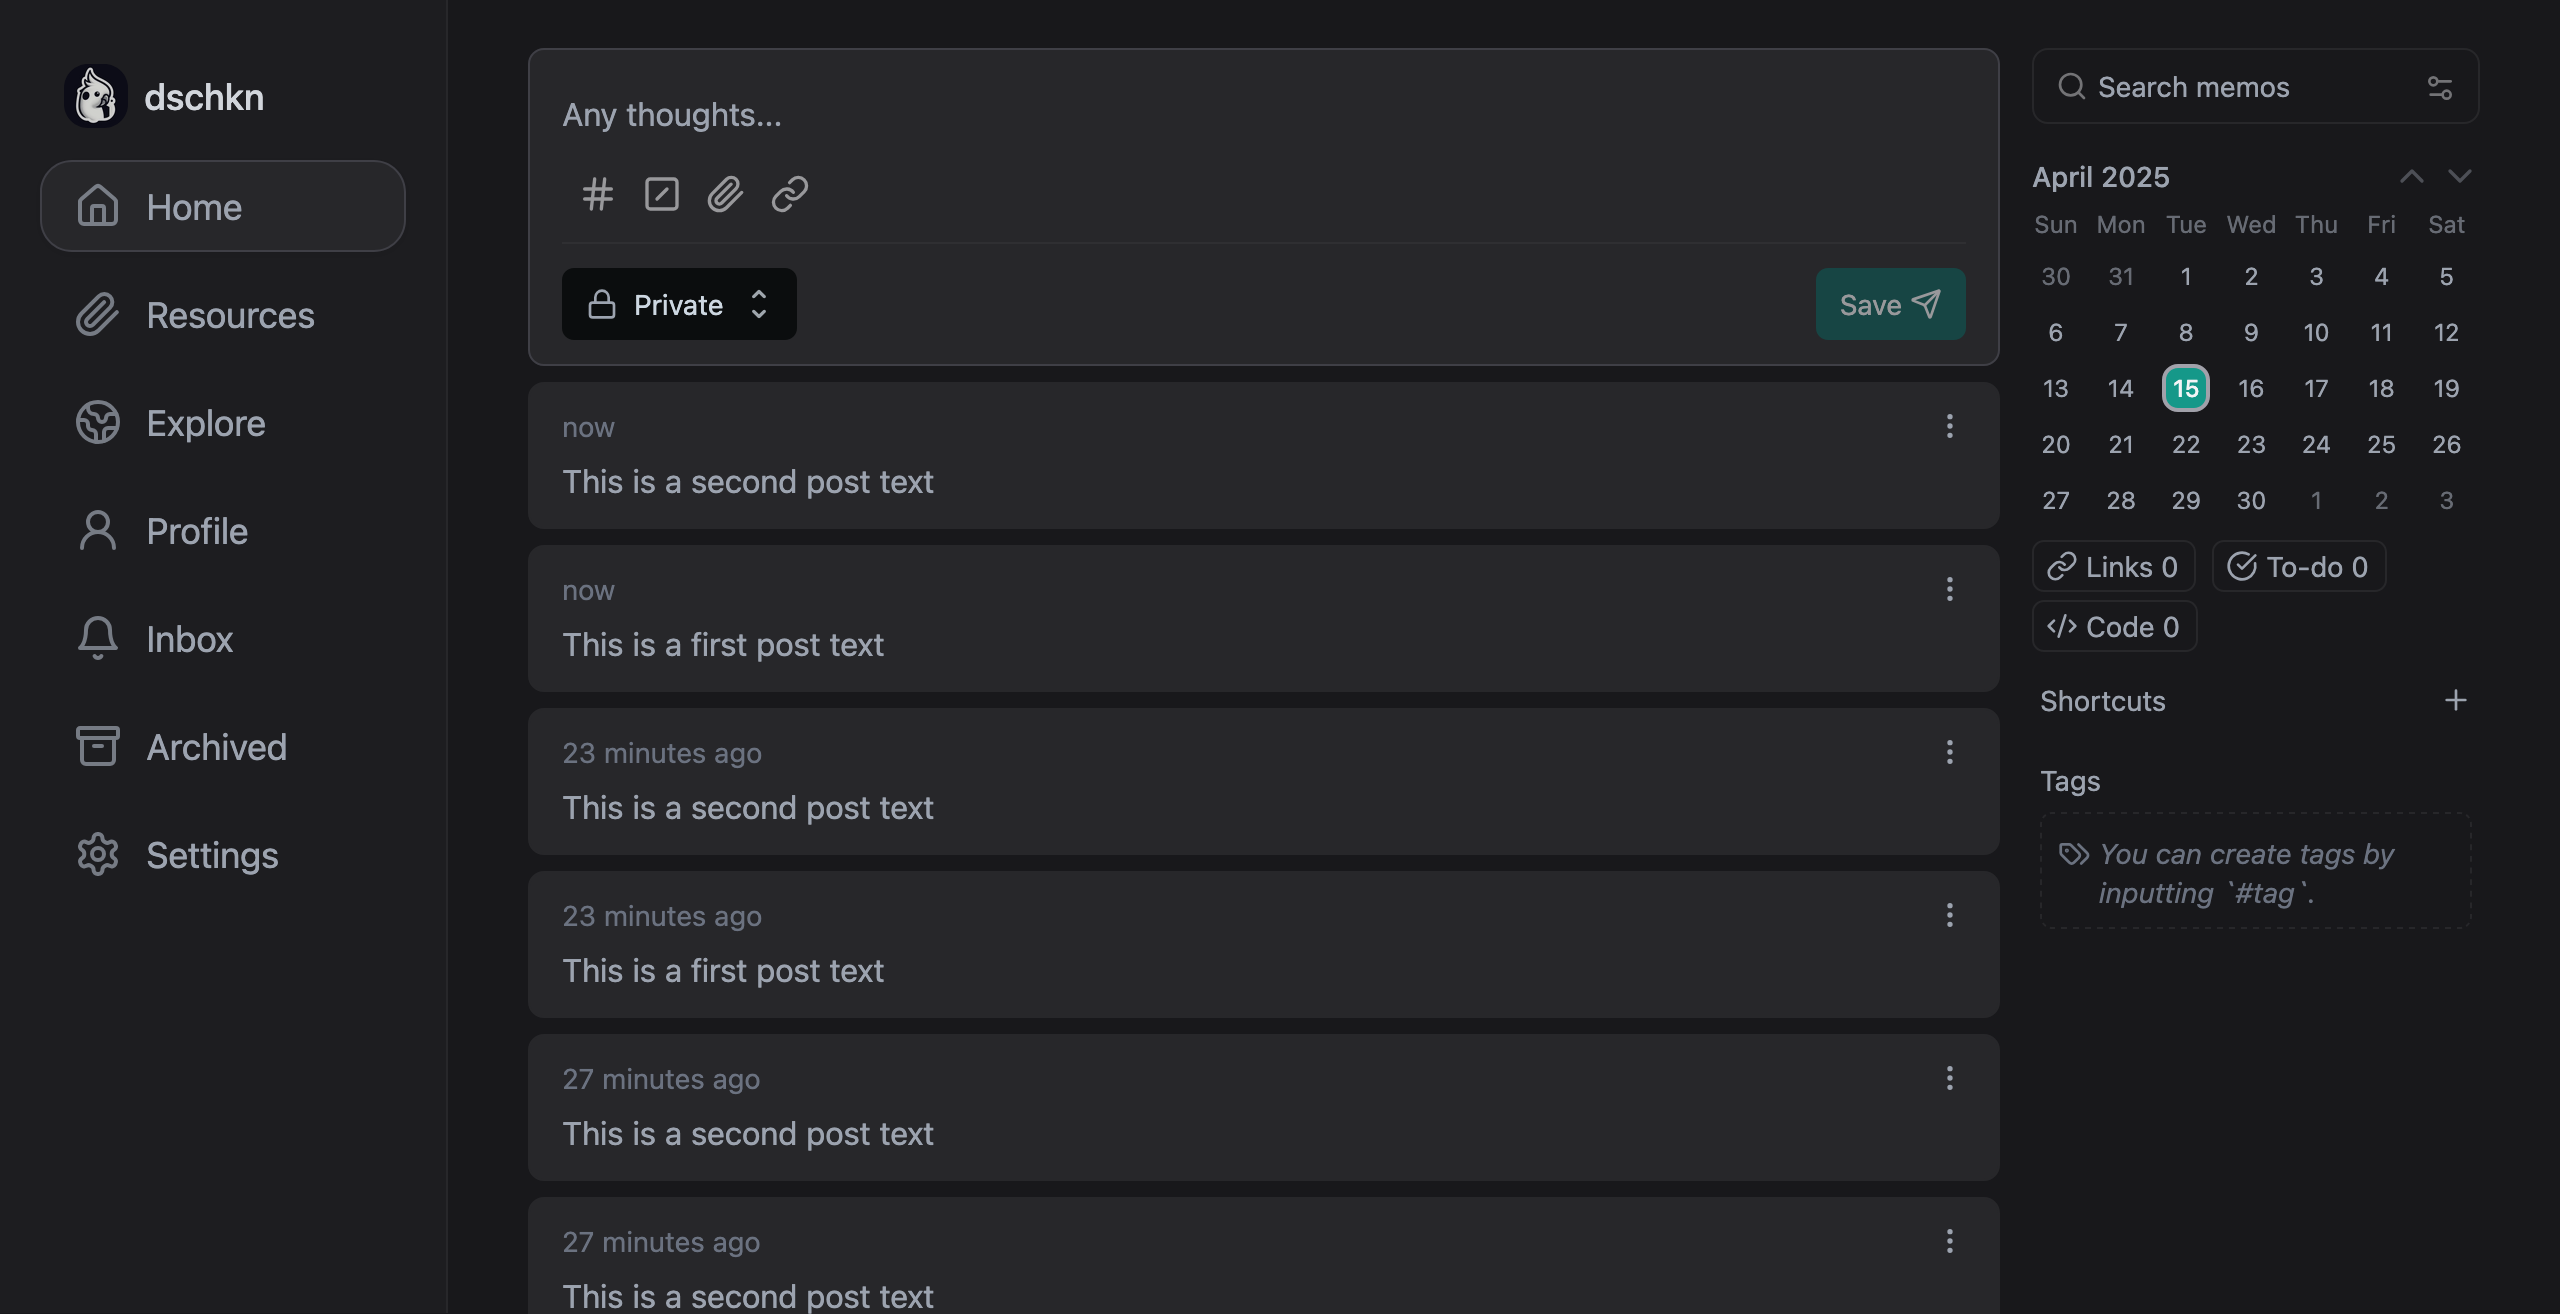 dschkn
Home
Resources
Explore
Profile
Inbox
Archived
Settings
Any thoughts...
Private
Save
now
This is a second post text
now
This is a first post text
23 minutes ago
This is a second post text
23 minutes ago
This is a first post text
27 minutes ago
This is a second post text
27 minutes ago
This is a second post text
Search memos
April 2025
Sun Mon Tue Wed Thu Fri Sat
30 31 1 2 3 4 5
6 7 8 9 10 11 12
13 14 15 16 17 18 19
20 21 22 23 24 25 26
27 28 29 30 1 2 3
Links 0 To-do 0
Code 0
Shortcuts
Tags
You can create tags by
inputting `#tag`.